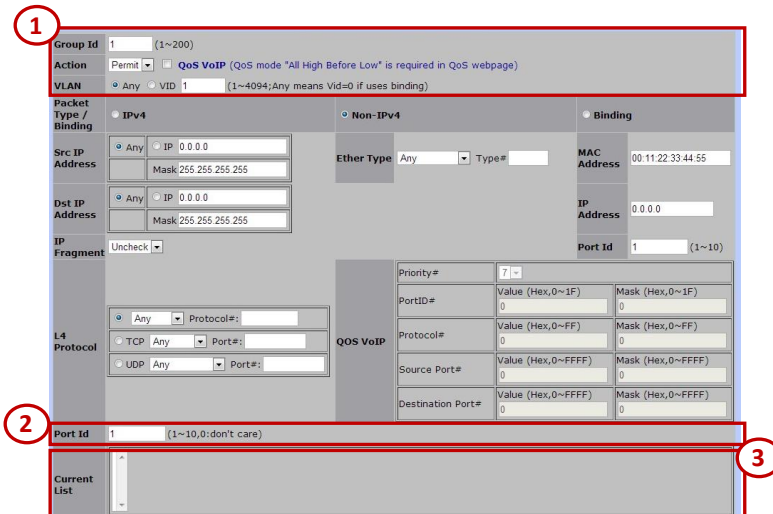 1
Group Id 1 (1~200)
Action Permit QoS VoIP (QoS mode "All High Before Low" is required in QoS webpage)
VLAN Any VID 1 (1~4094;Any means Vid=0 if uses binding)
Packet Type / Binding IPv4 Non-IPv4 Binding
Src IP Address Any IP 0.0.0.0
Mask 255.255.255.255
Ether Type Any Type#
MAC Address 00:11:22:33:44:55
Dst IP Address Any IP 0.0.0.0
Mask 255.255.255.255
IP Address 0.0.0.0
IP Fragment Uncheck
Port Id 1 (1~10)
L4 Protocol Any Protocol#:
TCP Any Port#:
UDP Any Port#:
QOS VoIP
Priority# 7
PortID# Value (Hex,0~1F) Mask (Hex,0~1F)
0 0
Protocol# Value (Hex,0~FF) Mask (Hex,0~FF)
0 0
Source Port# Value (Hex,0~FFFF) Mask (Hex,0~FFFF)
0 0
Destination Port# Value (Hex,0~FFFF) Mask (Hex,0~FFFF)
0 0
2
Port Id 1 (1~10,0:don't care)
3
Current List